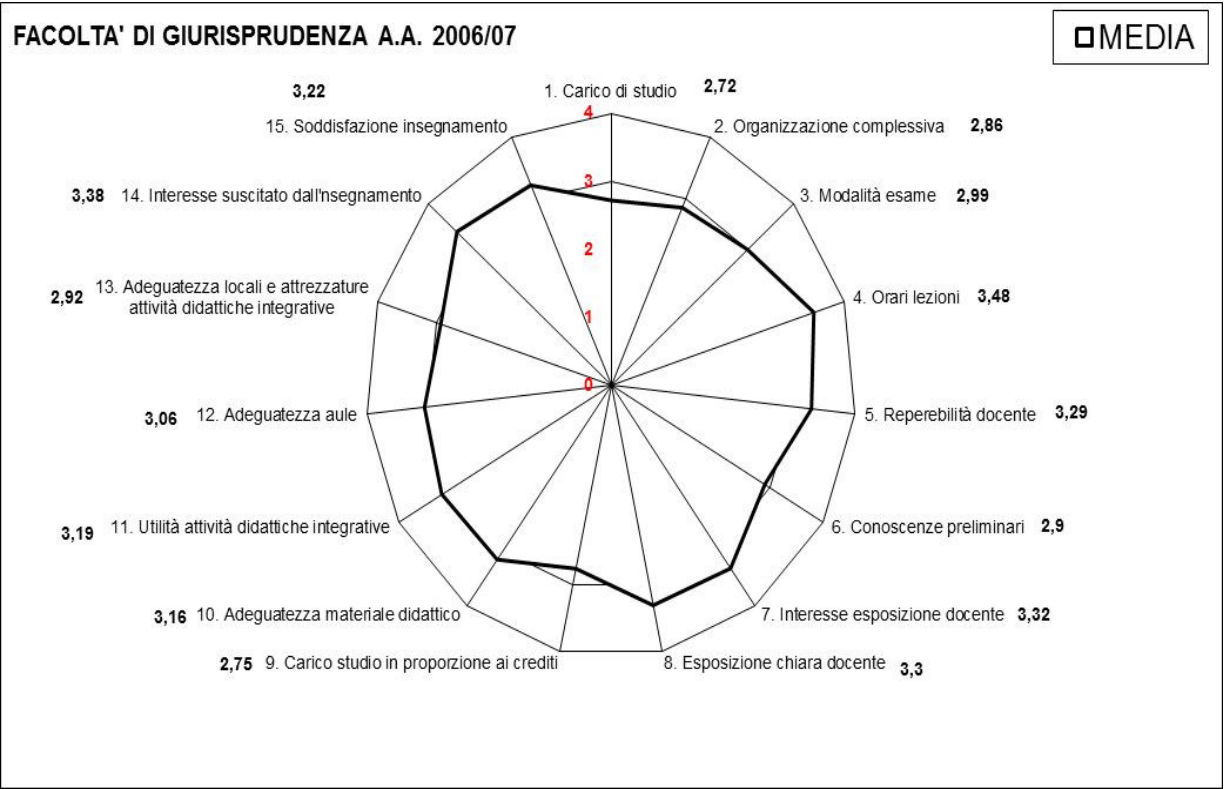 FACOLTA' DI GIURISPRUDENZA A.A. 2006/07
MEDIA
1. Carico di studio 2,72
2. Organizzazione complessiva 2,86
3. Modalità esame 2,99
4. Orari lezioni 3,48
5. Reperebilità docente 3,29
6. Conoscenze preliminari 2,9
7. Interesse esposizione docente 3,32
8. Esposizione chiara docente 3,3
2,75 9. Carico studio in proporzione ai crediti
3,16 10. Adeguatezza materiale didattico
3,19 11. Utilità attività didattiche integrative
3,06 12. Adeguatezza aule
2,92 13. Adeguatezza locali e attrezzature
attività didattiche integrative
3,38 14. Interesse suscitato dall'nsegnamento
3,22
15. Soddisfazione insegnamento
4
3
2
1
0